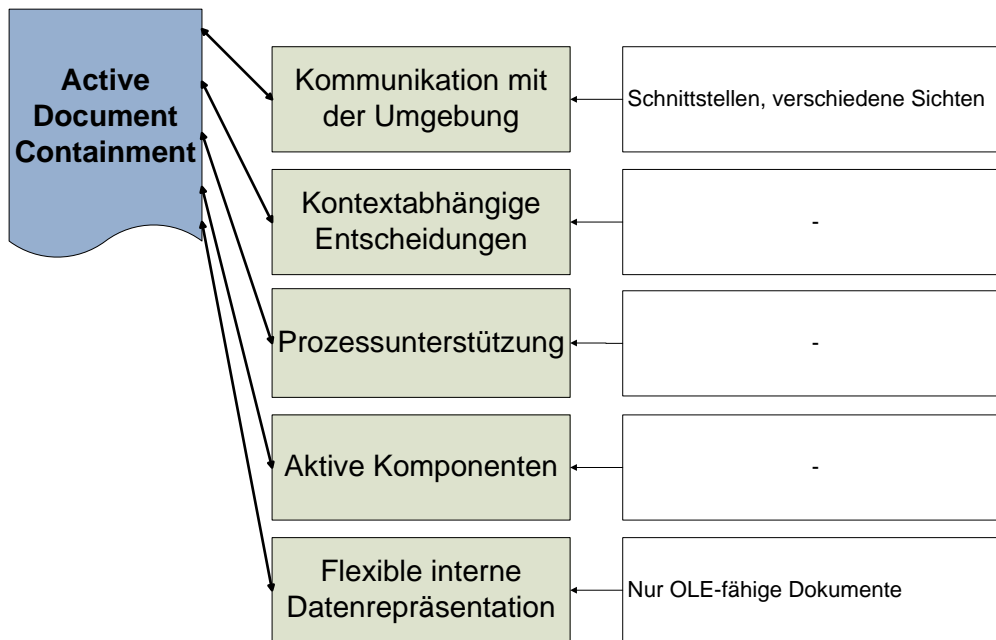 Active
Document
Containment
Kommunikation mit
der Umgebung
Schnittstellen, verschiedene Sichten
Kontextabhängige
Entscheidungen
-
Prozessunterstützung
-
Aktive Komponenten
-
Flexible interne
Datenrepräsentation
Nur OLE-fähige Dokumente